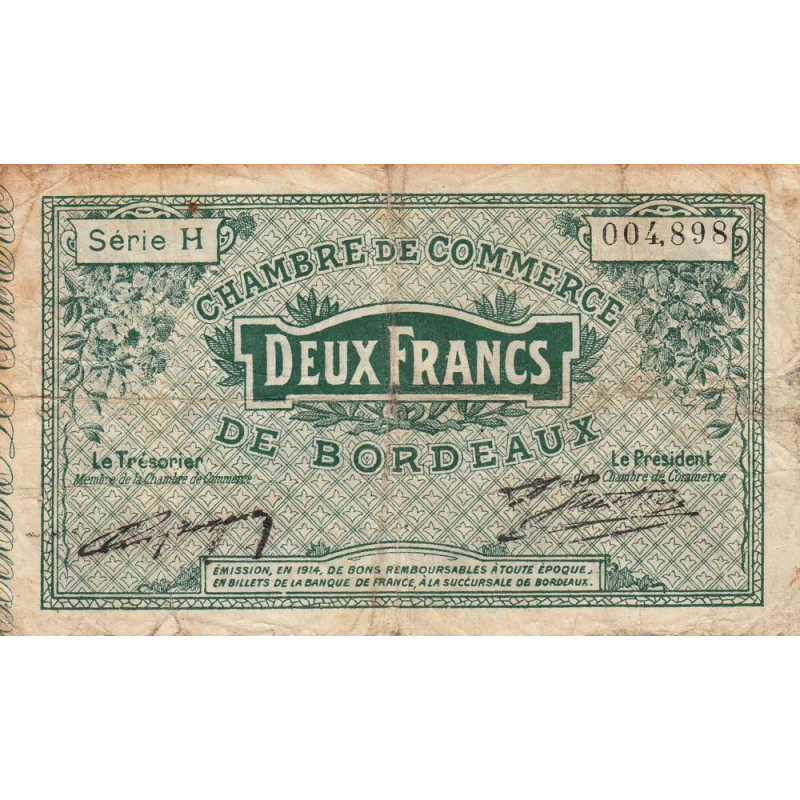 Série H
004,898
CHAMBRE DE COMMERCE
DEUX FRANCS
DE BORDEAUX
Le Trésorier
Membre de la Chambre de Commerce
Le Président
de la Chambre de Commerce
ÉMISSION, EN 1914, DE BONS REMBOURSABLES À TOUTE ÉPOQUE,
EN BILLETS DE LA BANQUE DE FRANCE, À LA SUCCURSALE DE BORDEAUX.